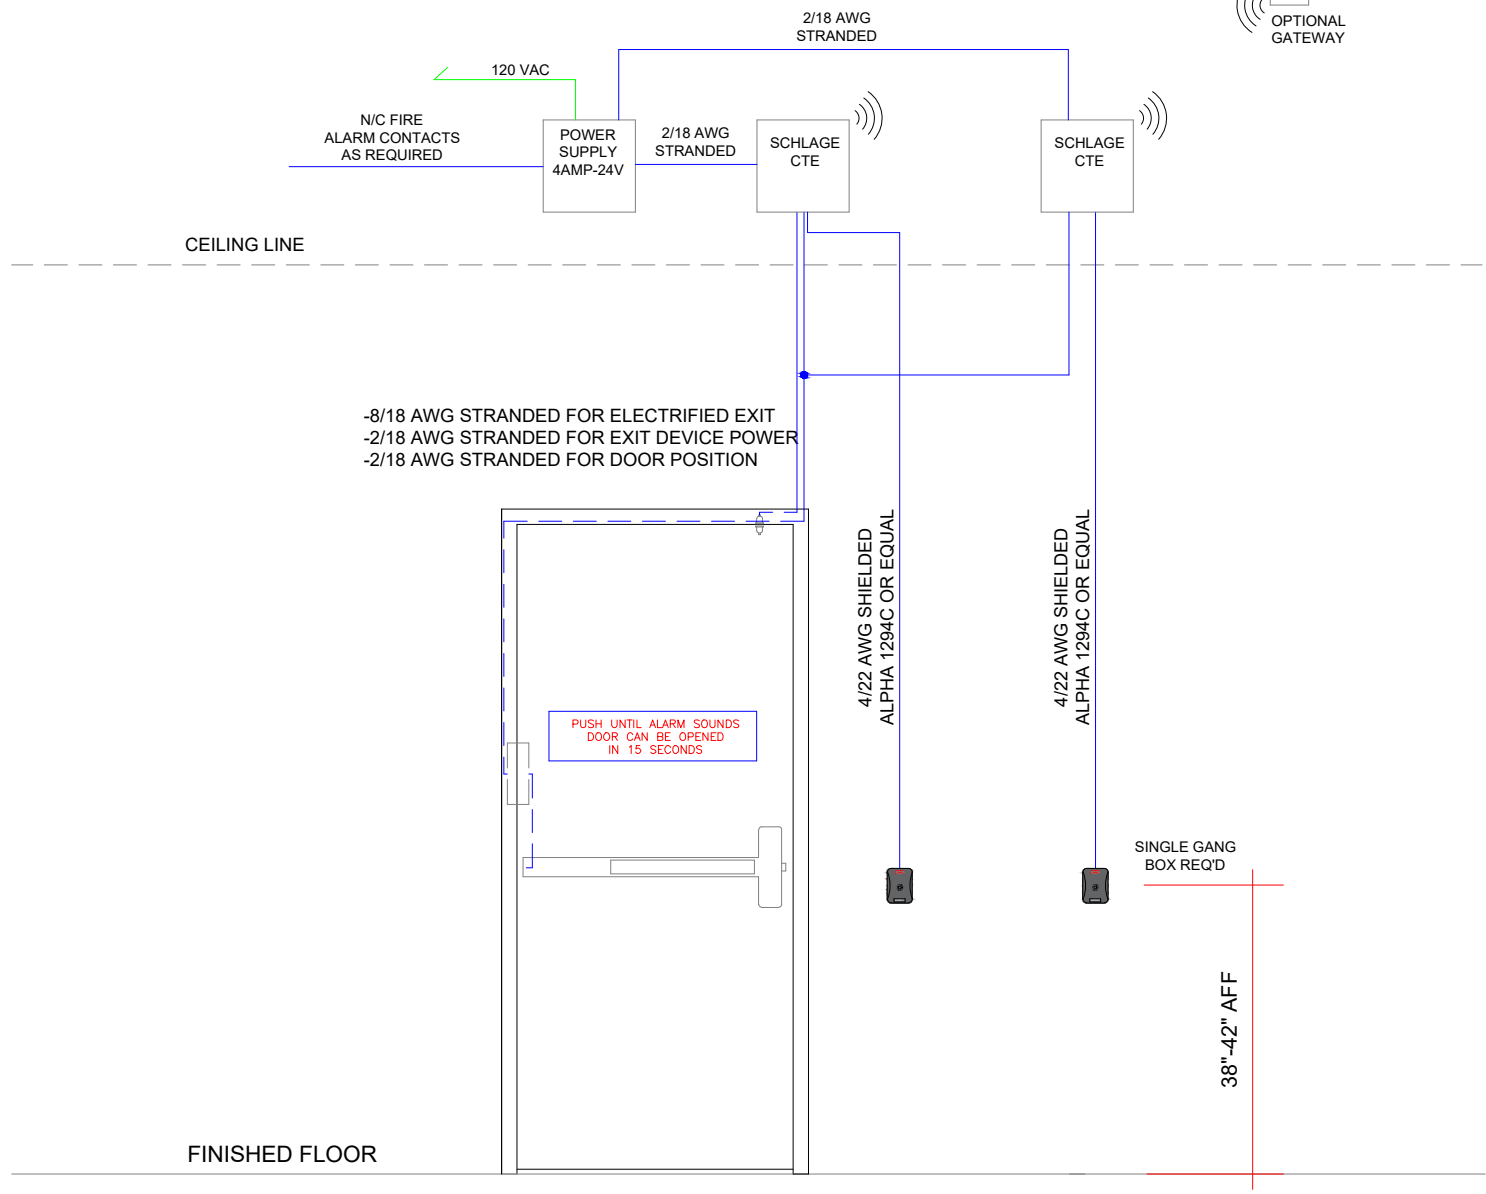 2/18 AWG
STRANDED
OPTIONAL
GATEWAY
120 VAC
N/C FIRE
ALARM CONTACTS
AS REQUIRED
POWER
SUPPLY
4AMP-24V
2/18 AWG
STRANDED
SCHLAGE
CTE
SCHLAGE
CTE
CEILING LINE
-8/18 AWG STRANDED FOR ELECTRIFIED EXIT
-2/18 AWG STRANDED FOR EXIT DEVICE POWER
-2/18 AWG STRANDED FOR DOOR POSITION
4/22 AWG SHIELDED
ALPHA 1294C OR EQUAL
4/22 AWG SHIELDED
ALPHA 1294C OR EQUAL
PUSH UNTIL ALARM SOUNDS
DOOR CAN BE OPENED
IN 15 SECONDS
SINGLE GANG
BOX REQ'D
38"-42" AFF
FINISHED FLOOR